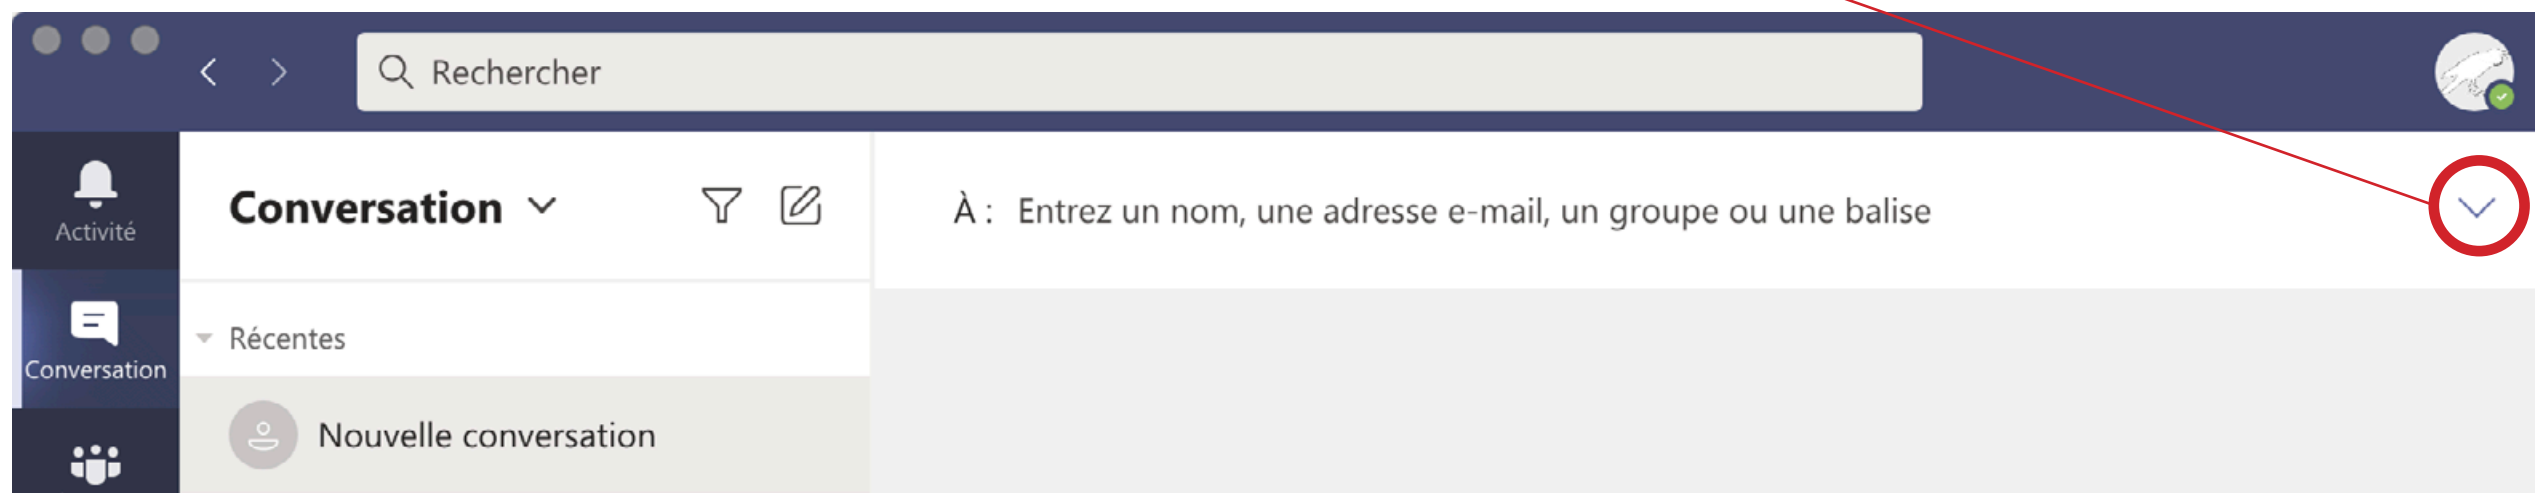 Rechercher
Activité
Conversation
À : Entrez un nom, une adresse e-mail, un groupe ou une balise
Conversation
Récentes
Nouvelle conversation